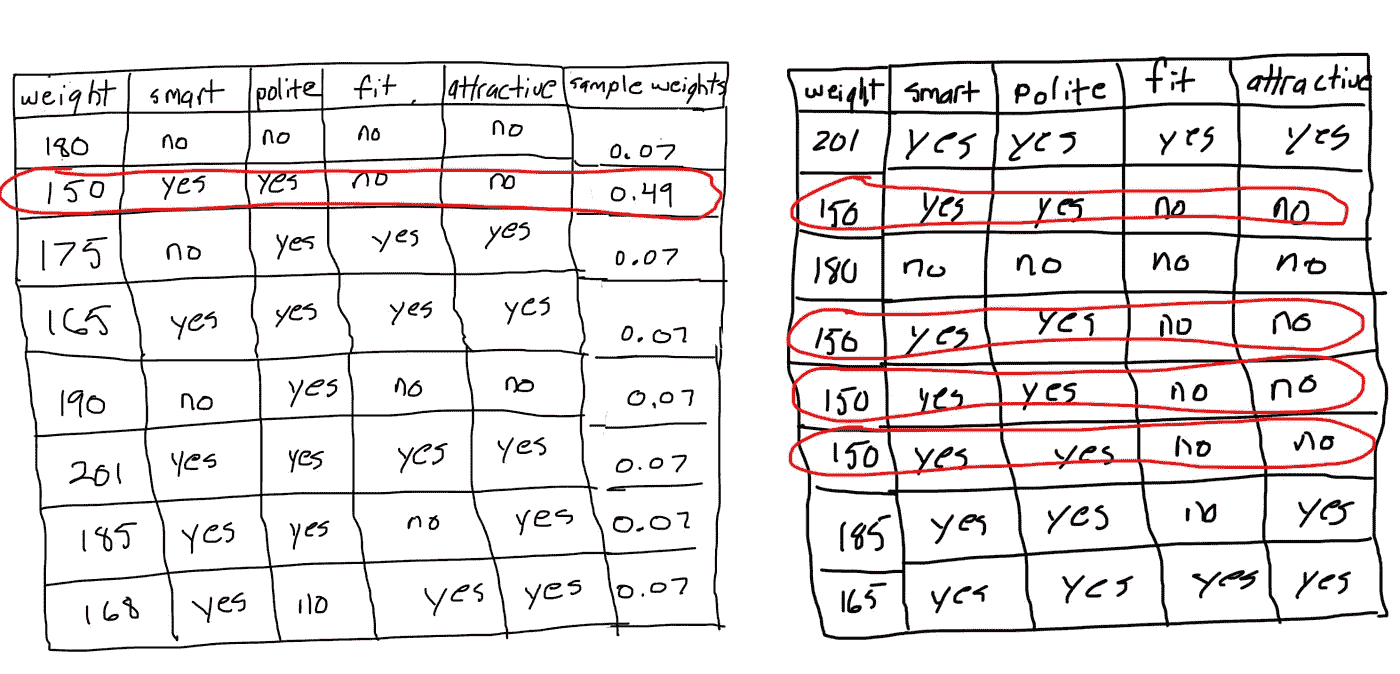 weight smart polite fit attractive sample weights
180 no no no no 0.07
150 yes yes no no 0.49
175 no yes yes yes 0.07
165 yes yes yes yes 0.07
190 no yes no no 0.07
201 yes yes yes yes 0.07
185 yes yes no yes 0.07
168 yes no yes yes 0.07
weight smart polite fit attractive
201 yes yes yes yes
150 yes yes no no
180 no no no no
150 yes yes no no
150 yes yes no no
150 yes yes no no
185 yes yes no yes
165 yes yes yes yes